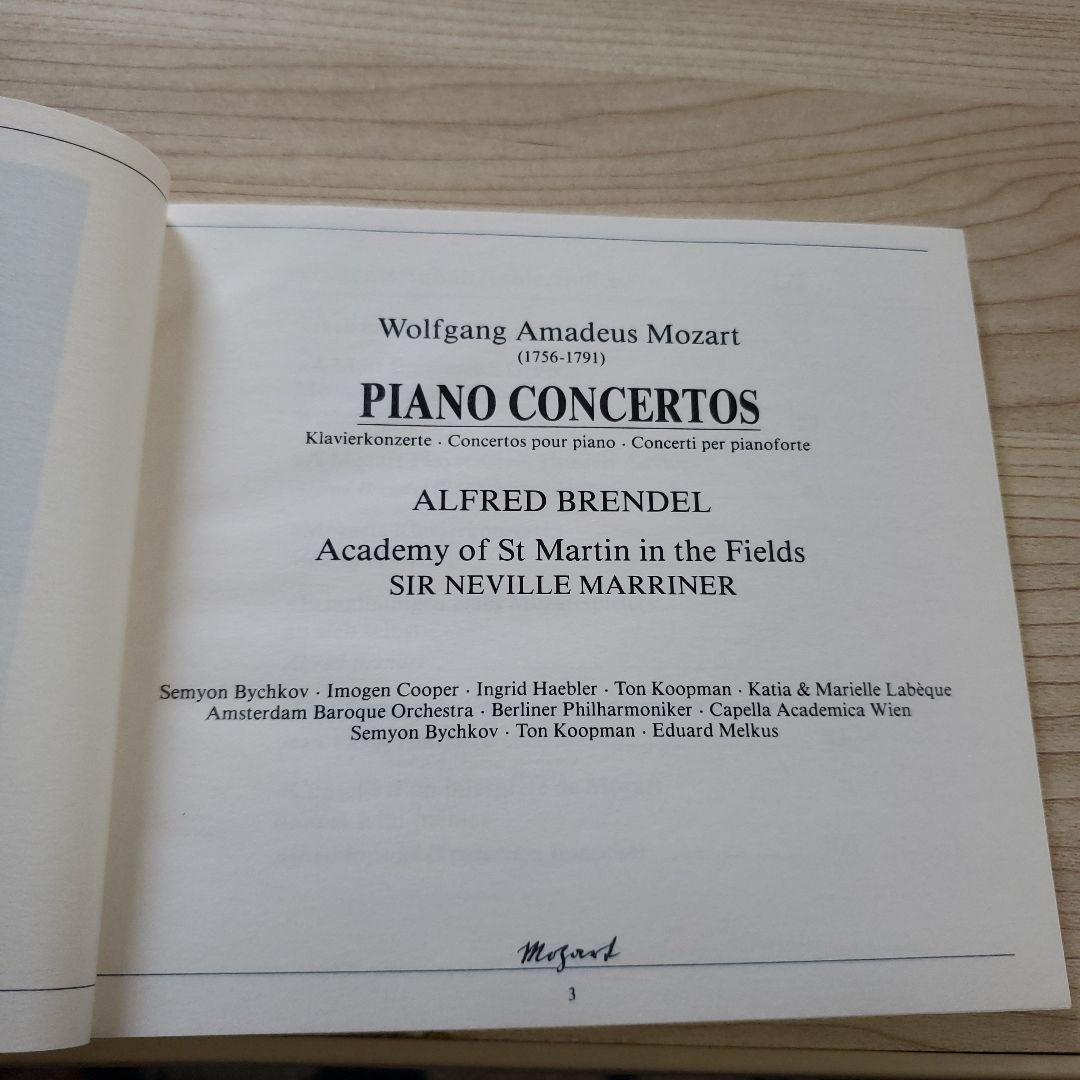 Wolfgang Amadeus Mozart
(1756-1791)
PIANO CONCERTOS
Klavierkonzerte · Concertos pour piano · Concerti per pianoforte
ALFRED BRENDEL
Academy of St Martin in the Fields
SIR NEVILLE MARRINER
Semyon Bychkov · Imogen Cooper · Ingrid Haebler · Ton Koopman · Katia & Marielle Labèque
Amsterdam Baroque Orchestra · Berliner Philharmoniker · Capella Academica Wien
Semyon Bychkov · Ton Koopman · Eduard Melkus
Mozart
3